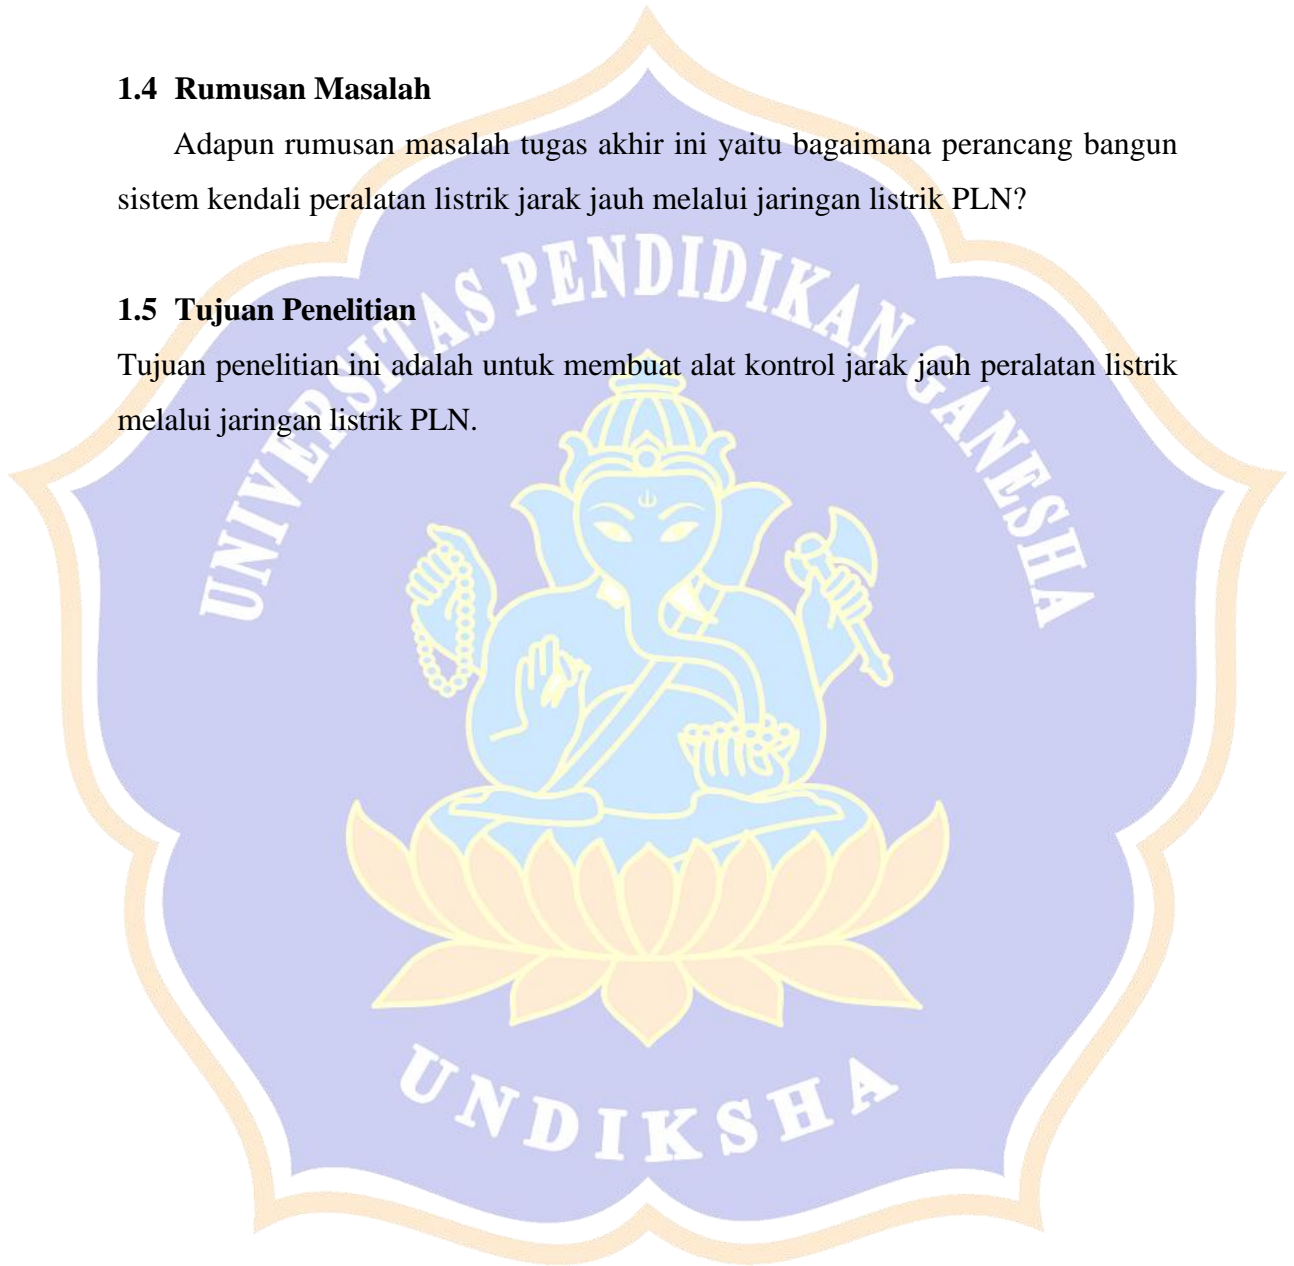 1.4 Rumusan Masalah
Adapun rumusan masalah tugas akhir ini yaitu bagaimana perancang bangun
sistem kendali peralatan listrik jarak jauh melalui jaringan listrik PLN?
1.5 Tujuan Penelitian
Tujuan penelitian ini adalah untuk membuat alat kontrol jarak jauh peralatan listrik
melalui jaringan listrik PLN.
UNIVERSITAS PENDIDIKAN GANESHA
UNDIKSHA